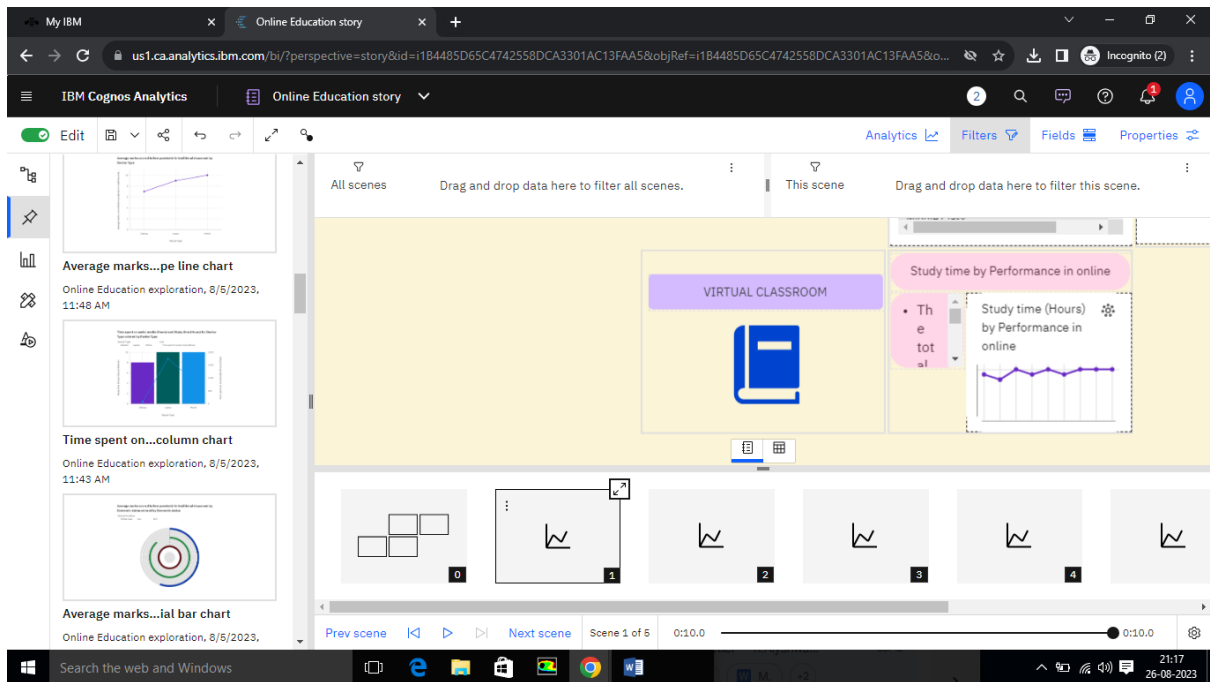 My IBM
Online Education story
us1.ca.analytics.ibm.com/bi/?perspective=story&id=i1B4485D65C4742558DCA3301AC13FAA5&objRef=i1B4485D65C4742558DCA3301AC13FAA5&o...
Incognito (2)
IBM Cognos Analytics
Online Education story
2
1
Edit
Analytics
Filters
Fields
Properties
All scenes
Drag and drop data here to filter all scenes.
This scene
Drag and drop data here to filter this scene.
Average marks...pe line chart
Online Education exploration, 8/5/2023,
11:48 AM
Time spent on...column chart
Online Education exploration, 8/5/2023,
11:43 AM
Average marks...ial bar chart
Online Education exploration, 8/5/2023,
VIRTUAL CLASSROOM
Study time by Performance in online
• Th
e
tot
al
Study time (Hours)
by Performance in
online
0
1
2
3
4
Prev scene
Next scene
Scene 1 of 5
0:10.0
0:10.0
Search the web and Windows
21:17
26-08-2023